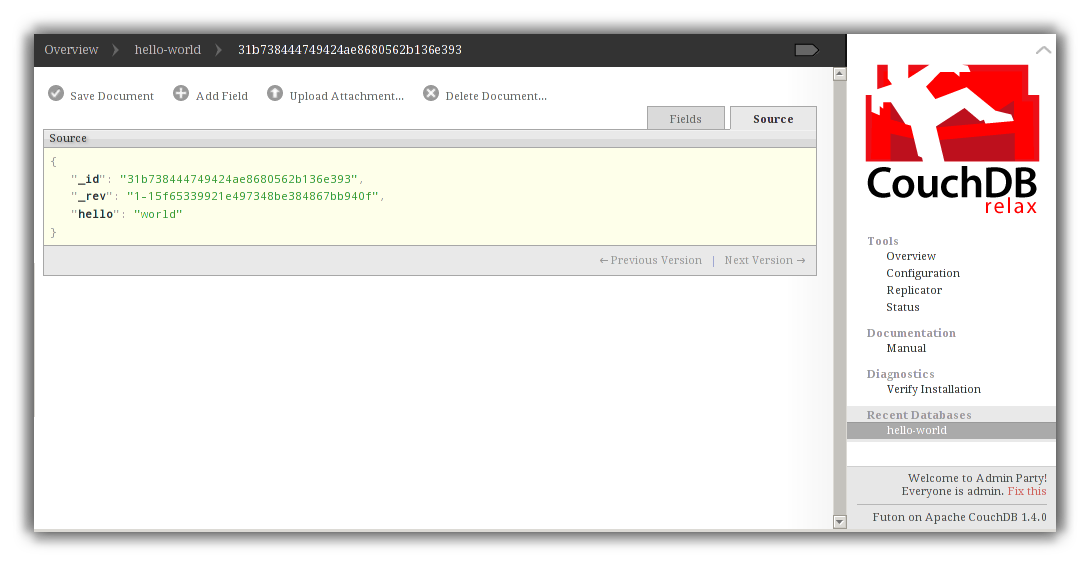 Overview hello-world 31b738444749424ae8680562b136e393
Save Document Add Field Upload Attachment... Delete Document...
Fields Source
Source
{
"_id": "31b738444749424ae8680562b136e393",
"_rev": "1-15f65339921e497348be384867bb940f",
"hello": "world"
}
← Previous Version | Next Version →
CouchDB
relax
Tools
Overview
Configuration
Replicator
Status
Documentation
Manual
Diagnostics
Verify Installation
Recent Databases
hello-world
Welcome to Admin Party!
Everyone is admin. Fix this
Futon on Apache CouchDB 1.4.0